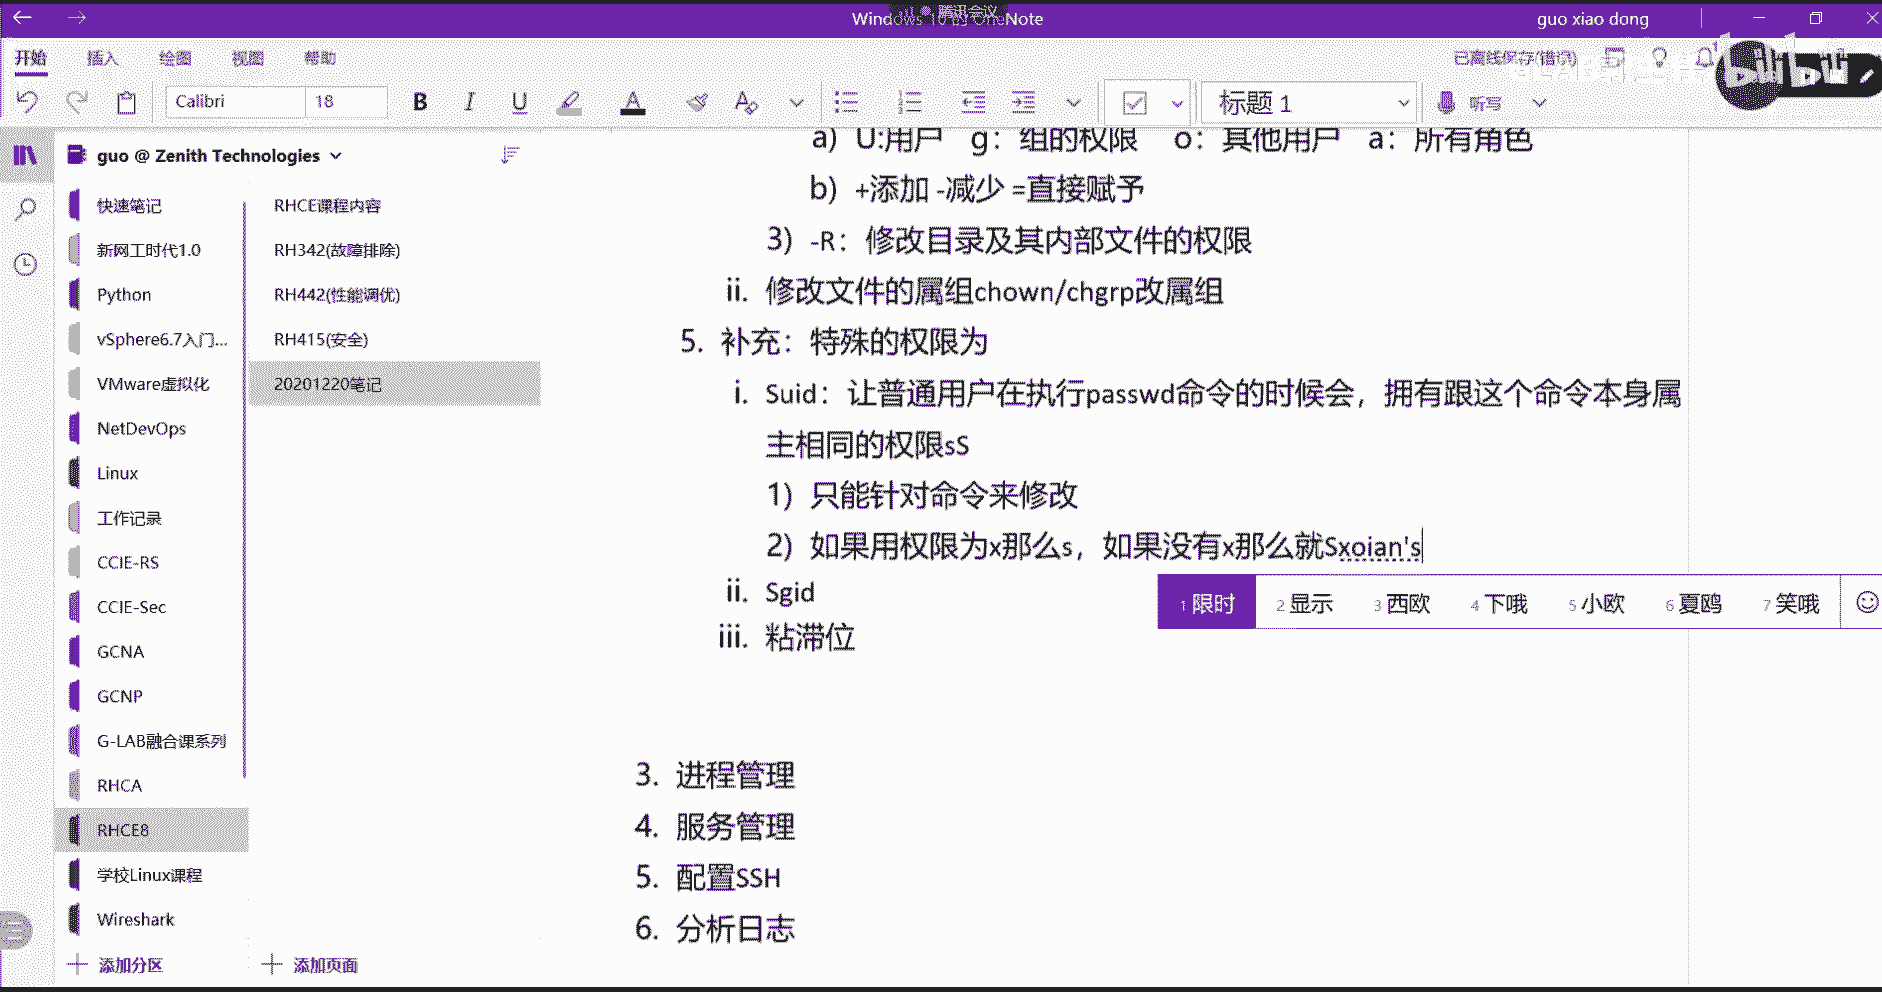 腾讯会议
Windows 10 的 OneNote
guo xiao dong
开始 插入 绘图 视图 帮助
已离线保存(错误)
bilibili
Calibri 18 B I U A 标题 1 听写
guo @ Zenith Technologies
快速笔记
新网工时代1.0
Python
vSphere6.7入门...
VMware虚拟化
NetDevOps
Linux
工作记录
CCIE-RS
CCIE-Sec
GCNA
GCNP
G-LAB融合课系列
RHCA
RHCE8
学校Linux课程
Wireshark
添加分区
RHCE课程内容
RH342(故障排除)
RH442(性能调优)
RH415(安全)
20201220笔记
添加页面
a) U:用户 g：组的权限 o：其他用户 a：所有角色
b) +添加 -减少 =直接赋予
3) -R：修改目录及其内部文件的权限
ii. 修改文件的属组chown/chgrp改属组
5. 补充：特殊的权限为
i. Suid：让普通用户在执行passwd命令的时候会，拥有跟这个命令本身属
主相同的权限sS
1) 只能针对命令来修改
2) 如果用权限为x那么s，如果没有x那么就Sxoian's
1 限时 2 显示 3 西欧 4 下哦 5 小欧 6 夏鸥 7 笑哦
ii. Sgid
iii. 粘滞位
3. 进程管理
4. 服务管理
5. 配置SSH
6. 分析日志